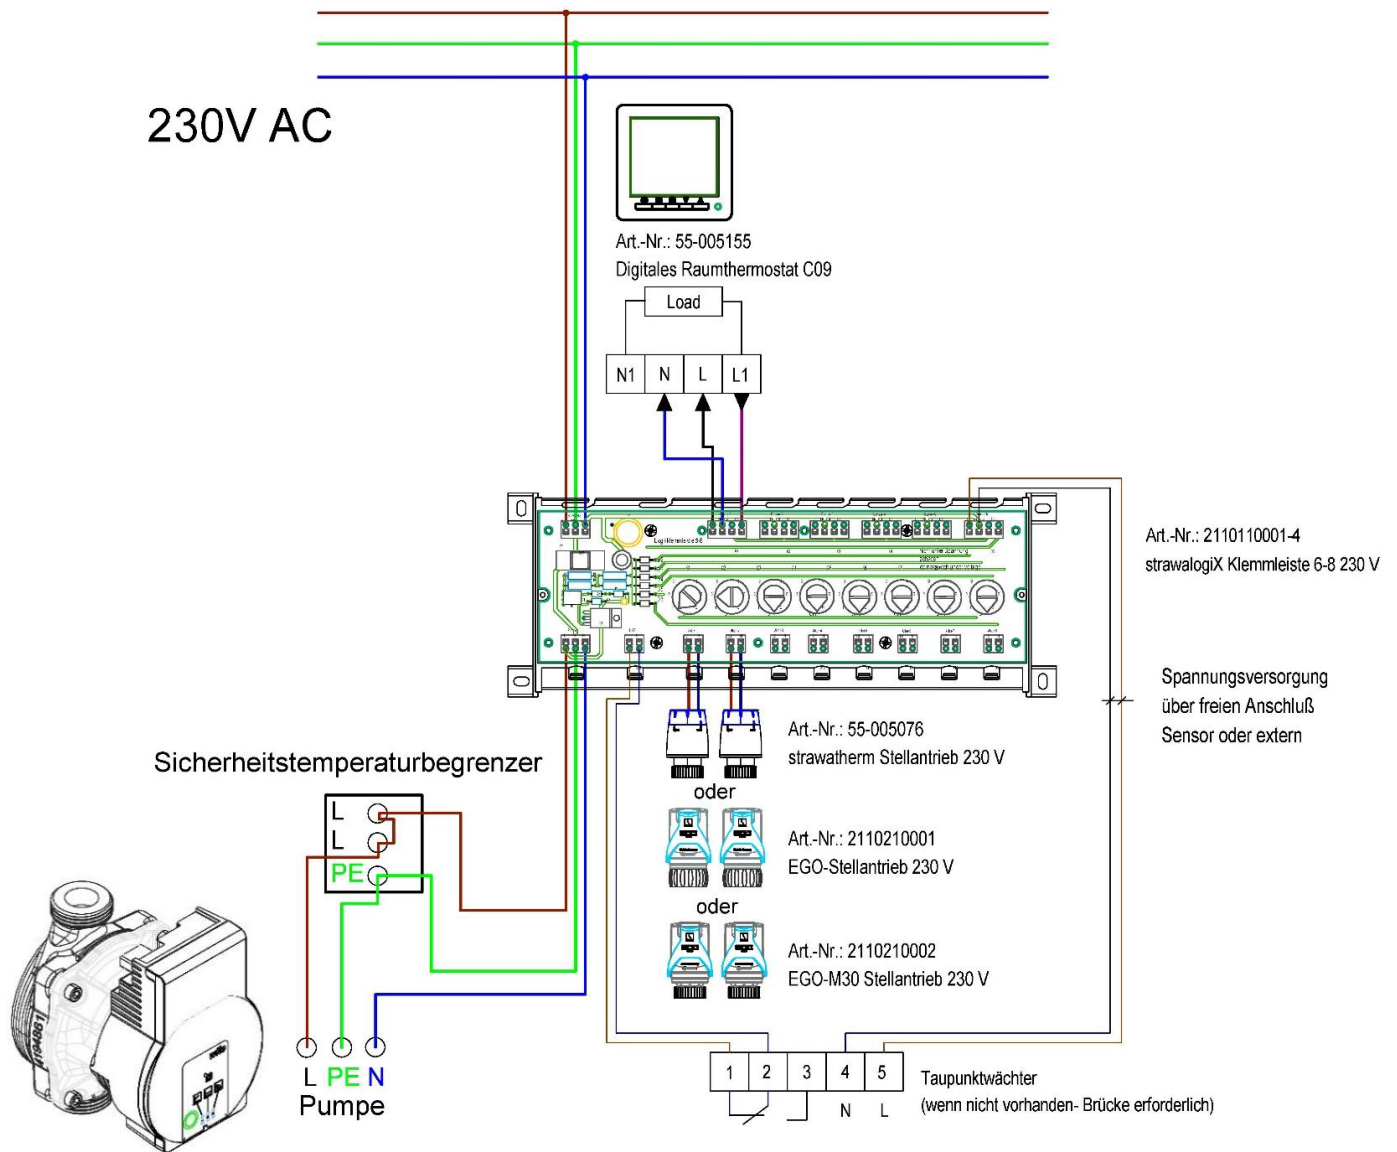 230V AC
Art.-Nr.: 55-005155
Digitales Raumthermostat C09
Load
N1 N L L1
Art.-Nr.: 2110110001-4
strawalogiX Klemmleiste 6-8 230 V
Spannungsversorgung
über freien Anschluß
Sensor oder extern
Art.-Nr.: 55-005076
strawatherm Stellantrieb 230 V
oder
Sicherheitstemperaturbegrenzer
L
L
PE
Art.-Nr.: 2110210001
EGO-Stellantrieb 230 V
oder
Art.-Nr.: 2110210002
EGO-M30 Stellantrieb 230 V
L PE N
Pumpe
1 2 3 4 5
N L
Taupunktwächter
(wenn nicht vorhanden- Brücke erforderlich)